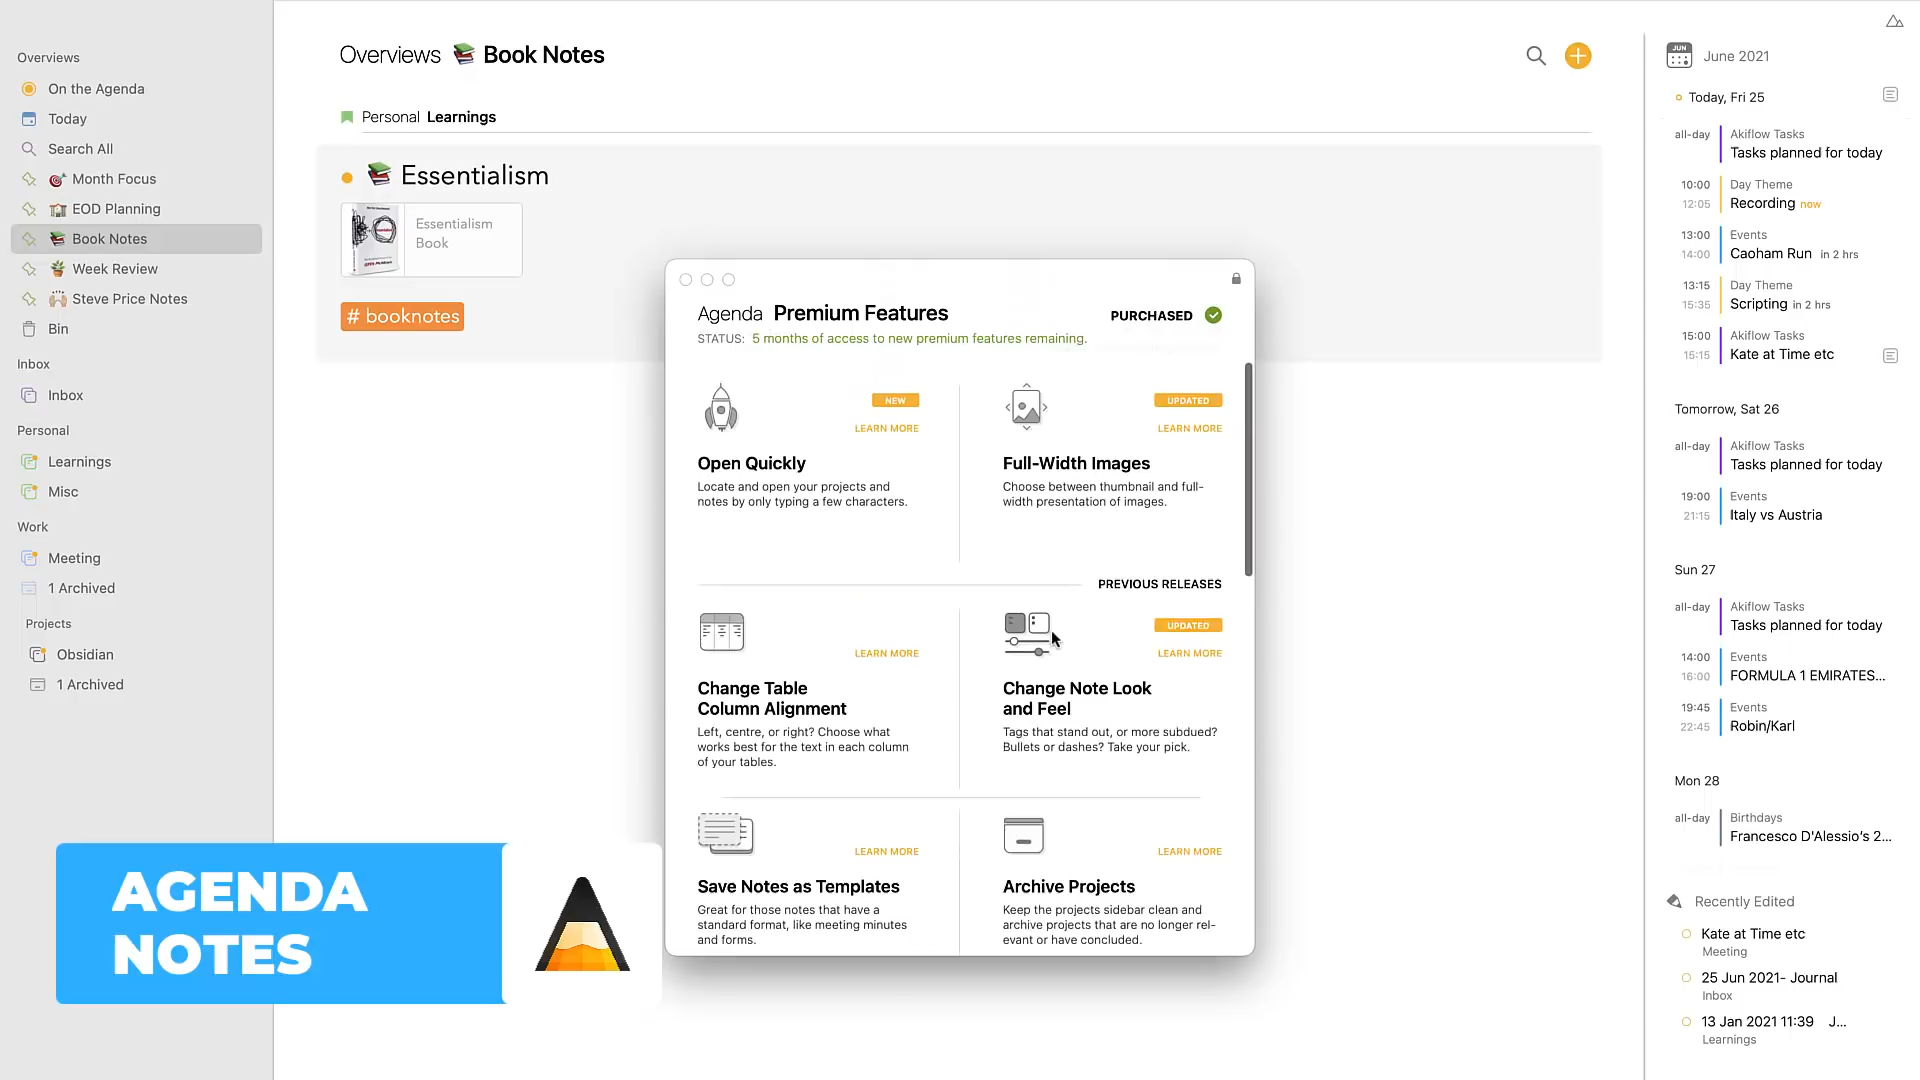 Overviews
On the Agenda
Today
Search All
Month Focus
EOD Planning
Book Notes
Week Review
Steve Price Notes
Bin
Inbox
Inbox
Personal
Learnings
Misc
Work
Meeting
1 Archived
Projects
Obsidian
1 Archived
Overviews Book Notes
Personal Learnings
Essentialism
Essentialism
Book
# booknotes
Agenda Premium Features
PURCHASED
STATUS: 5 months of access to new premium features remaining.
NEW
LEARN MORE
Open Quickly
Locate and open your projects and
notes by only typing a few characters.
UPDATED
LEARN MORE
Full-Width Images
Choose between thumbnail and full-
width presentation of images.
PREVIOUS RELEASES
LEARN MORE
Change Table
Column Alignment
Left, centre, or right? Choose what
works best for the text in each column
of your tables.
UPDATED
LEARN MORE
Change Note Look
and Feel
Tags that stand out, or more subdued?
Bullets or dashes? Take your pick.
LEARN MORE
Save Notes as Templates
Great for those notes that have a
standard format, like meeting minutes
and forms.
LEARN MORE
Archive Projects
Keep the projects sidebar clean and
archive projects that are no longer rel-
evant or have concluded.
AGENDA
NOTES
JUN
June 2021
Today, Fri 25
all-day Akiflow Tasks
Tasks planned for today
10:00 Day Theme
12:05 Recording now
13:00 Events
14:00 Caoham Run in 2 hrs
13:15 Day Theme
15:35 Scripting in 2 hrs
15:00 Akiflow Tasks
15:15 Kate at Time etc
Tomorrow, Sat 26
all-day Akiflow Tasks
Tasks planned for today
19:00 Events
21:15 Italy vs Austria
Sun 27
all-day Akiflow Tasks
Tasks planned for today
14:00 Events
16:00 FORMULA 1 EMIRATES...
19:45 Events
22:45 Robin/Karl
Mon 28
all-day Birthdays
Francesco D'Alessio's 2...
Recently Edited
Kate at Time etc
Meeting
25 Jun 2021- Journal
Inbox
13 Jan 2021 11:39 J...
Learnings